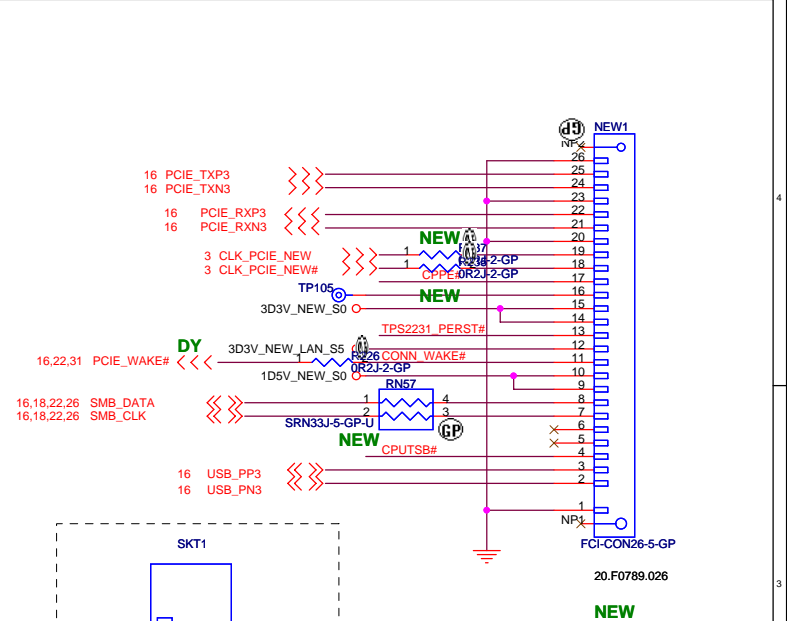 NEW1
26
16 PCIE_TXP3
25
16 PCIE_TXN3
24
23
16 PCIE_RXP3
22
16 PCIE_RXN3
21
NEW
20
3 CLK_PCIE_NEW
1
0R2J-2-GP
19
3 CLK_PCIE_NEW#
1
0R2J-2-GP
18
CPPE#
17
TP105
NEW
16
3D3V_NEW_S0
15
14
TPS2231_PERST#
13
DY
3D3V_NEW_LAN_S5
12
16,22,31 PCIE_WAKE#
1
R226
CONN_WAKE#
11
0R2J-2-GP
1D5V_NEW_S0
10
RN57
9
16,18,22,26 SMB_DATA
1
4
8
16,18,22,26 SMB_CLK
2
3
7
SRN33J-5-GP-U
GP
6
NEW
5
CPUTSB#
4
16 USB_PP3
3
16 USB_PN3
2
1
NP1
SKT1
FCI-CON26-5-GP
20.F0789.026
NEW
4
3